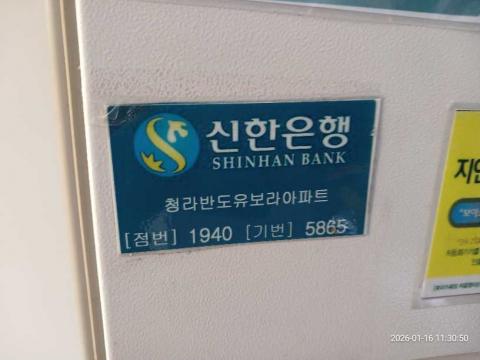 신한은행
SHINHAN BANK
청라반도유보라아파트
[점번] 1940 [기번] 5865
지연
2026-01-16 11:30:50